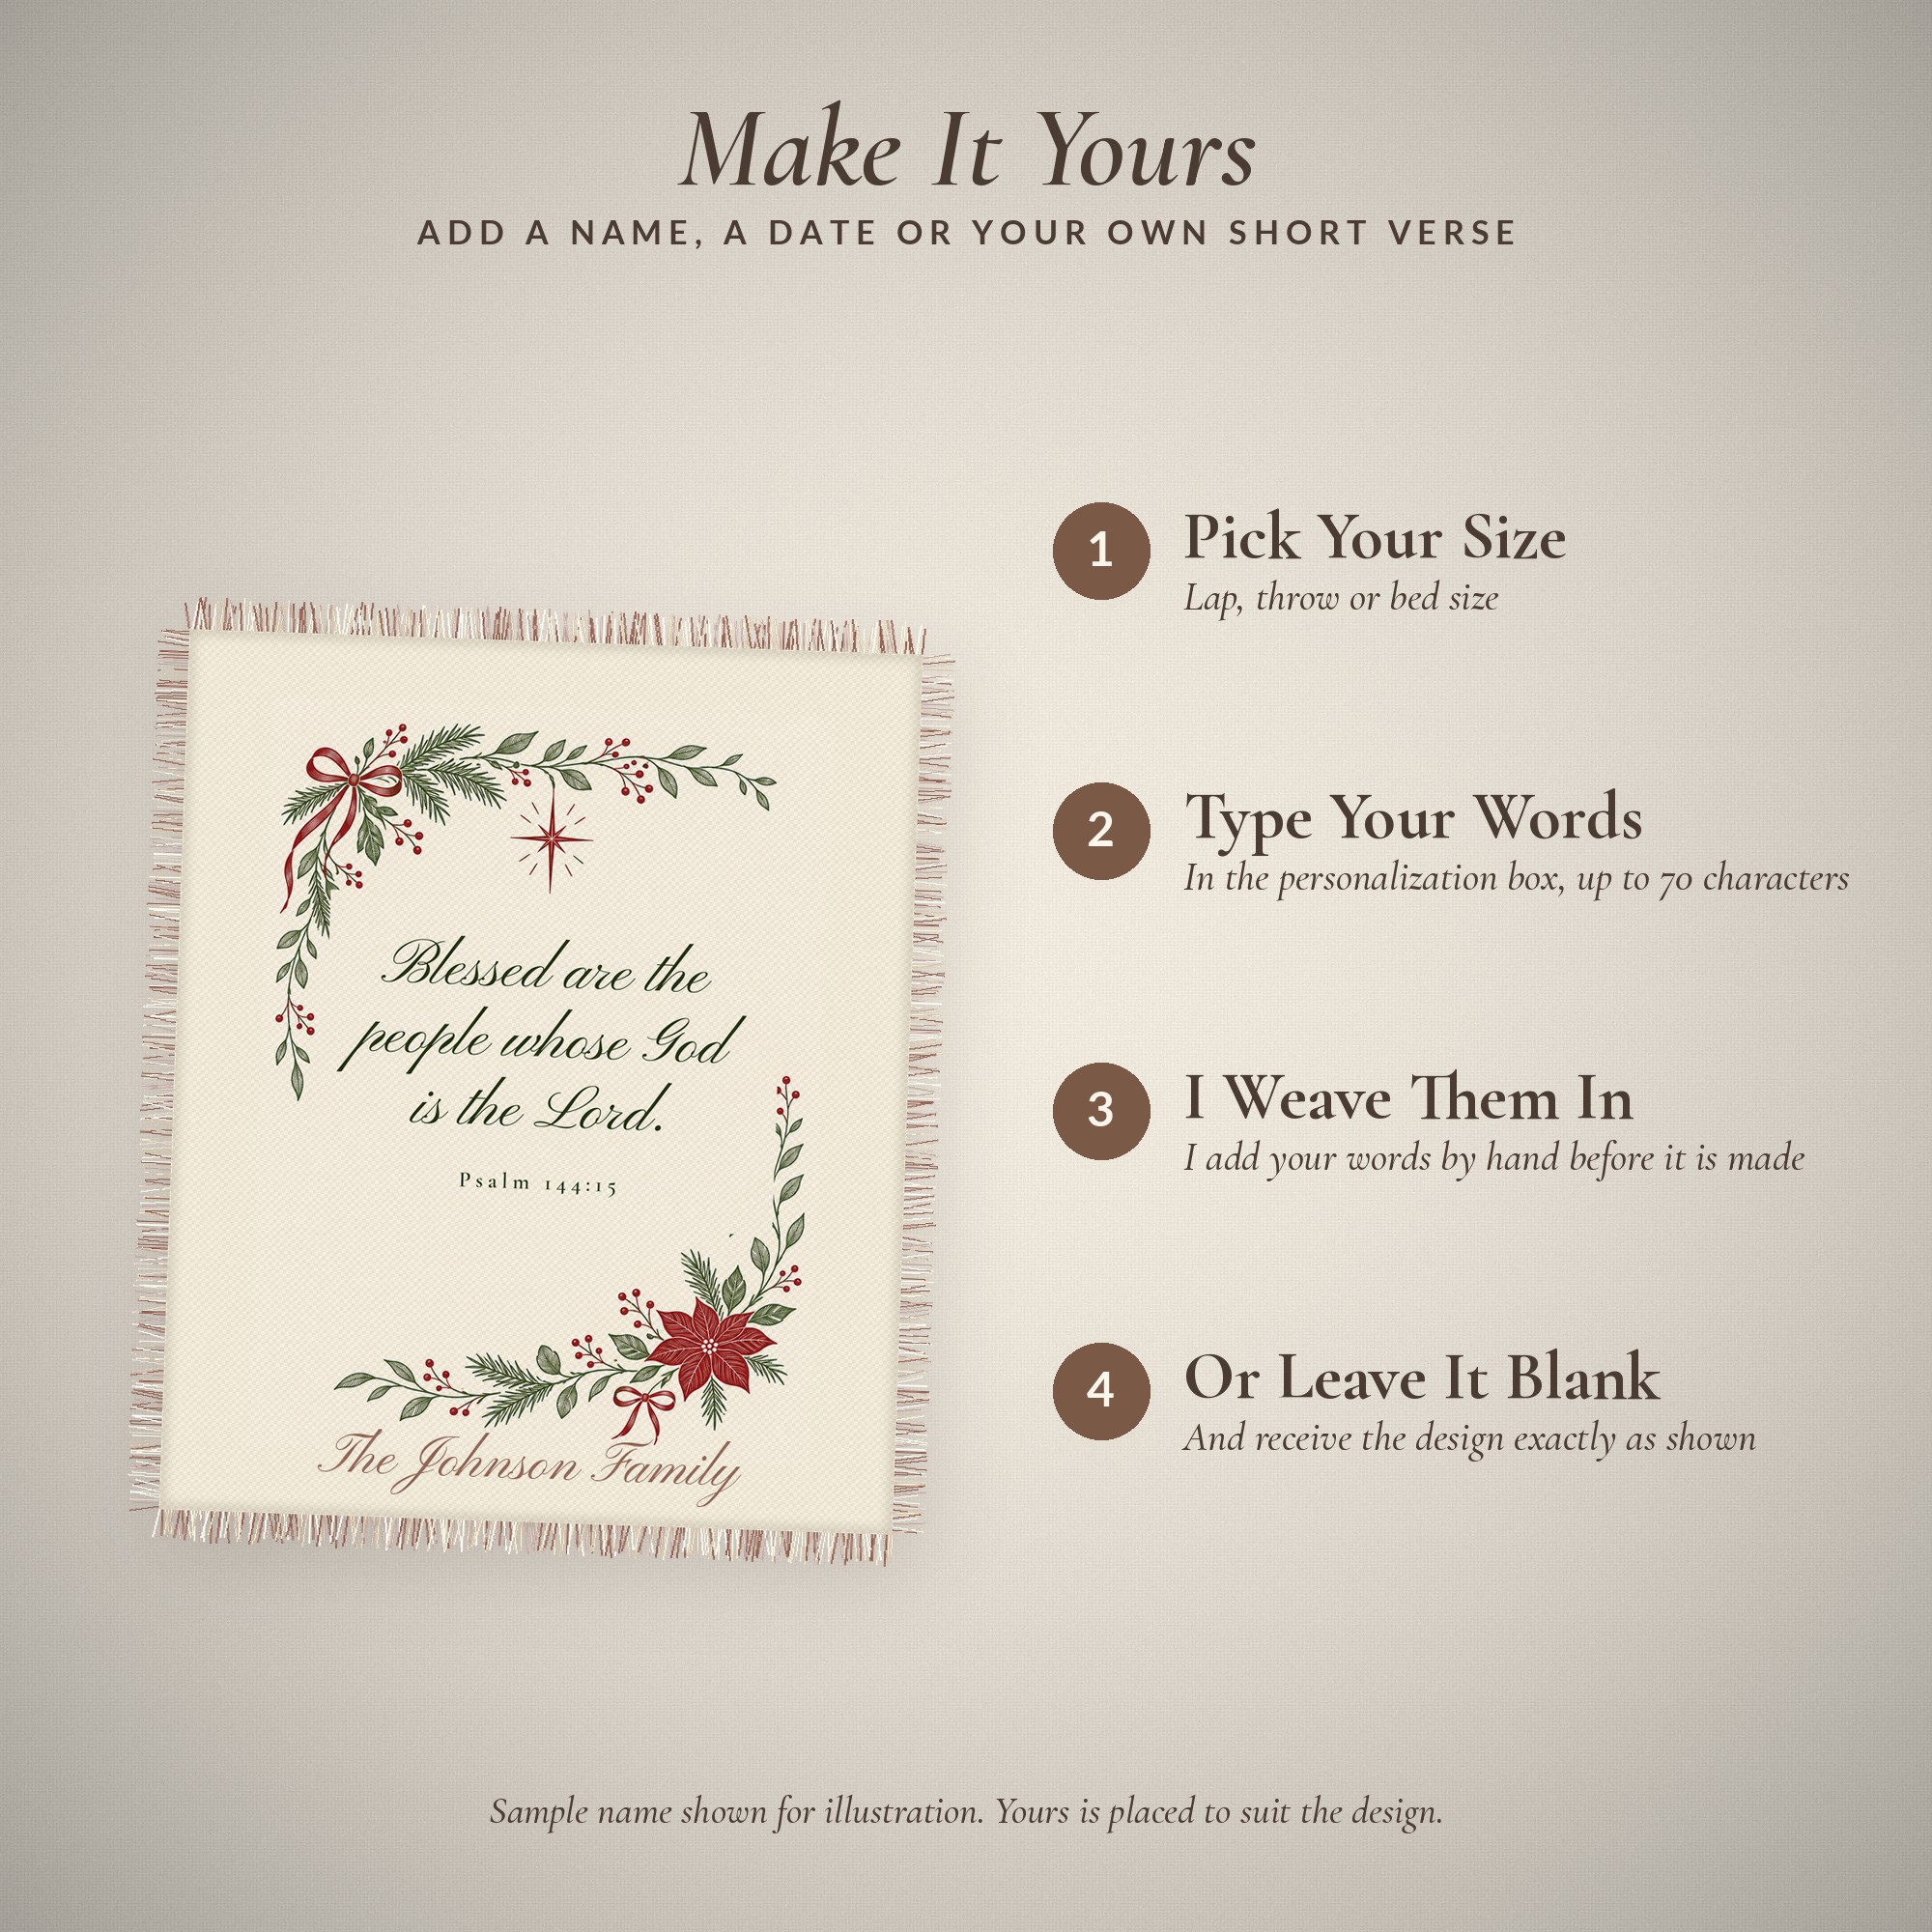 Make It Yours
ADD A NAME, A DATE OR YOUR OWN SHORT VERSE
Blessed are the
people whose God
is the Lord.
Psalm 144:15
The Johnson Family
1
Pick Your Size
Lap, throw or bed size
2
Type Your Words
In the personalization box, up to 70 characters
3
I Weave Them In
I add your words by hand before it is made
4
Or Leave It Blank
And receive the design exactly as shown
Sample name shown for illustration. Yours is placed to suit the design.